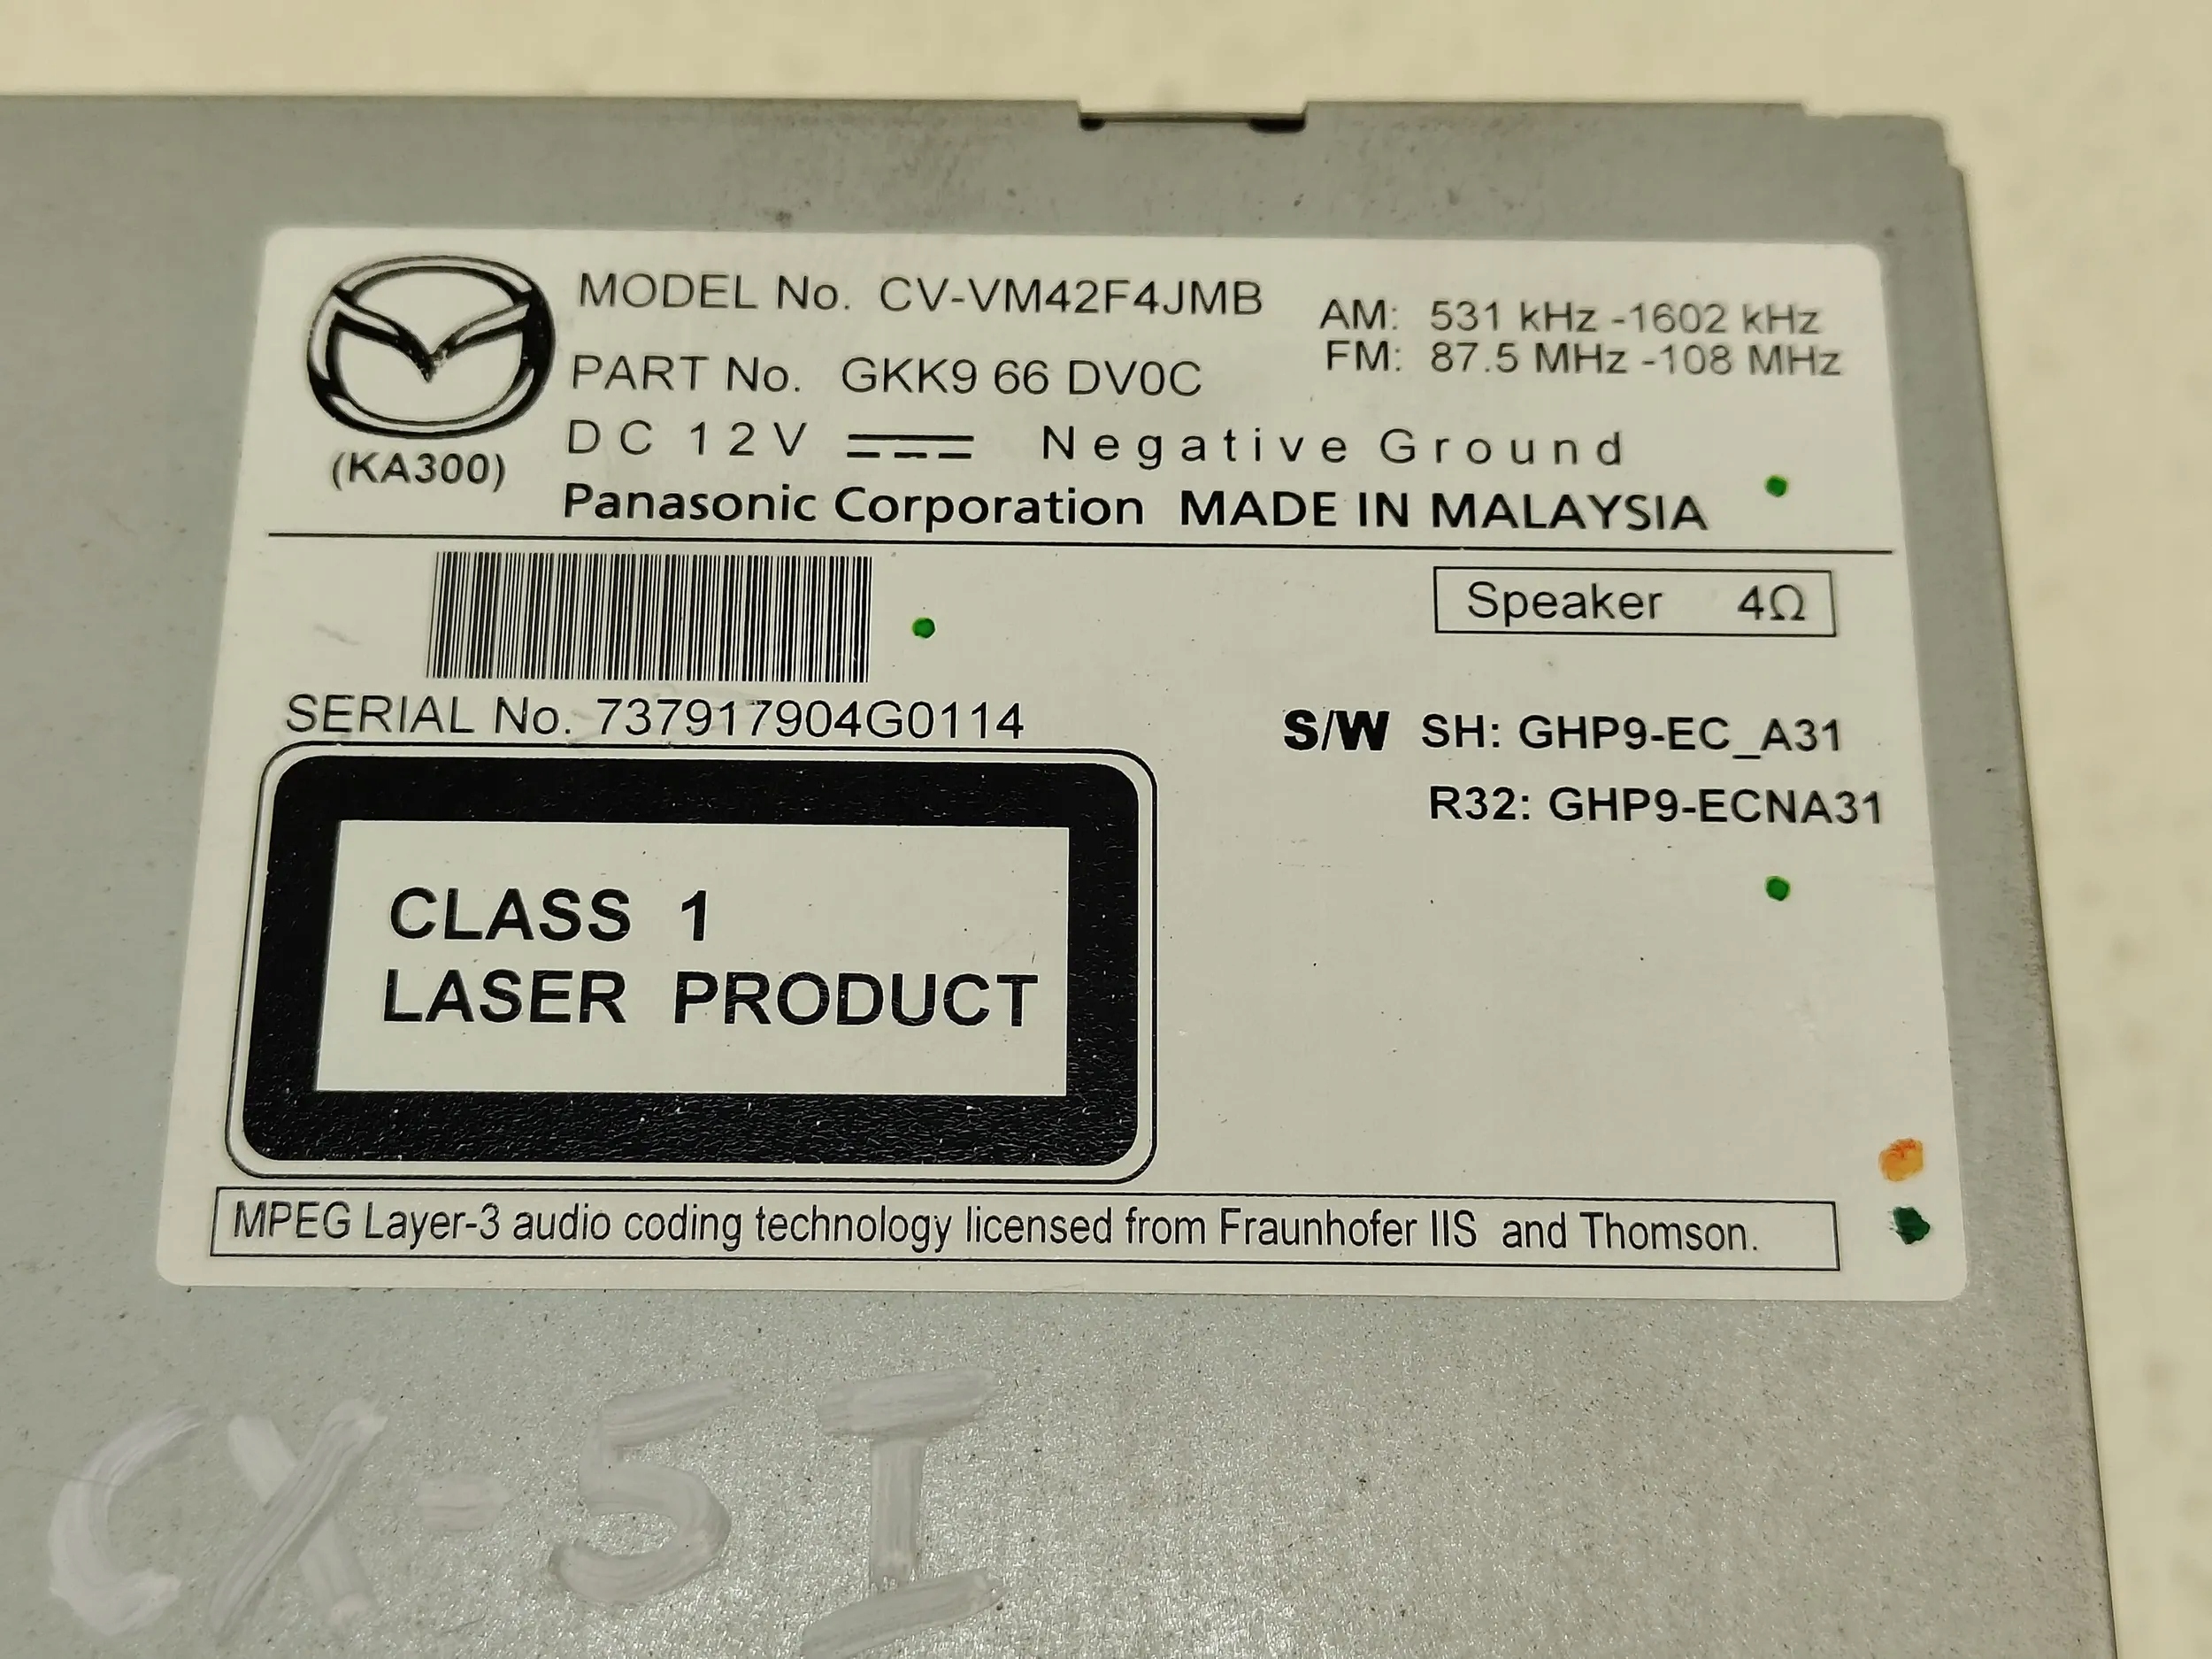 MODEL No. CV-VM42F4JMB
AM: 531 kHz -1602 kHz
PART No. GKK9 66 DV0C
FM: 87.5 MHz -108 MHz
DC 12V Negative Ground
(KA300)
Panasonic Corporation MADE IN MALAYSIA
Speaker 4Ω
SERIAL No. 737917904G0114
S/W SH: GHP9-EC_A31
R32: GHP9-ECNA31
CLASS 1
LASER PRODUCT
MPEG Layer-3 audio coding technology licensed from Fraunhofer IIS and Thomson.
CX-5 I